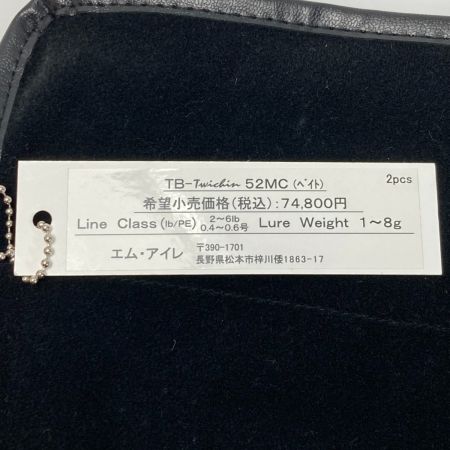 TB-Twichin 52MC(ベイト) 2pcs
希望小売価格(税込):74,800円
Line Class(lb/PE) 2〜6lb 0.4〜0.6号 Lure Weight 1〜8g
エム・アイレ 〒390-1701
長野県松本市梓川倭1863-17